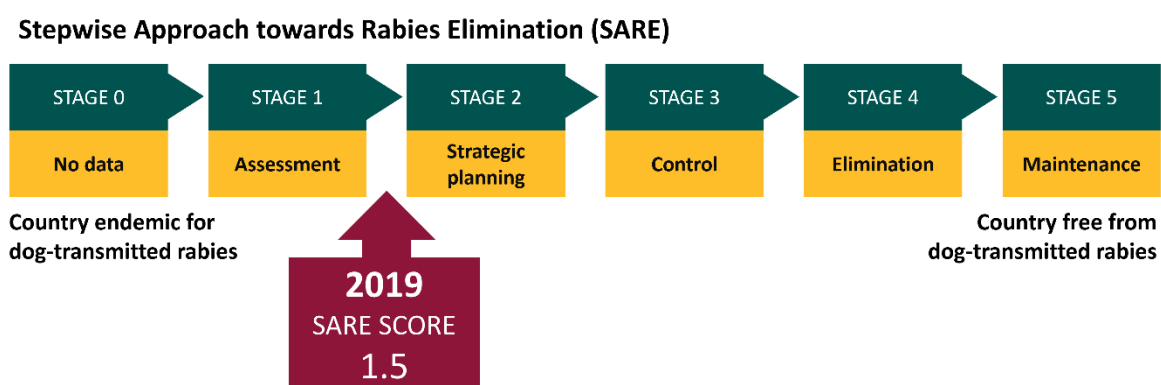 Stepwise Approach towards Rabies Elimination (SARE)
STAGE 0
STAGE 1
STAGE 2
STAGE 3
STAGE 4
STAGE 5
No data
Assessment
Strategic
planning
Control
Elimination
Maintenance
Country endemic for
dog-transmitted rabies
Country free from
dog-transmitted rabies
2019
SARE SCORE
1.5